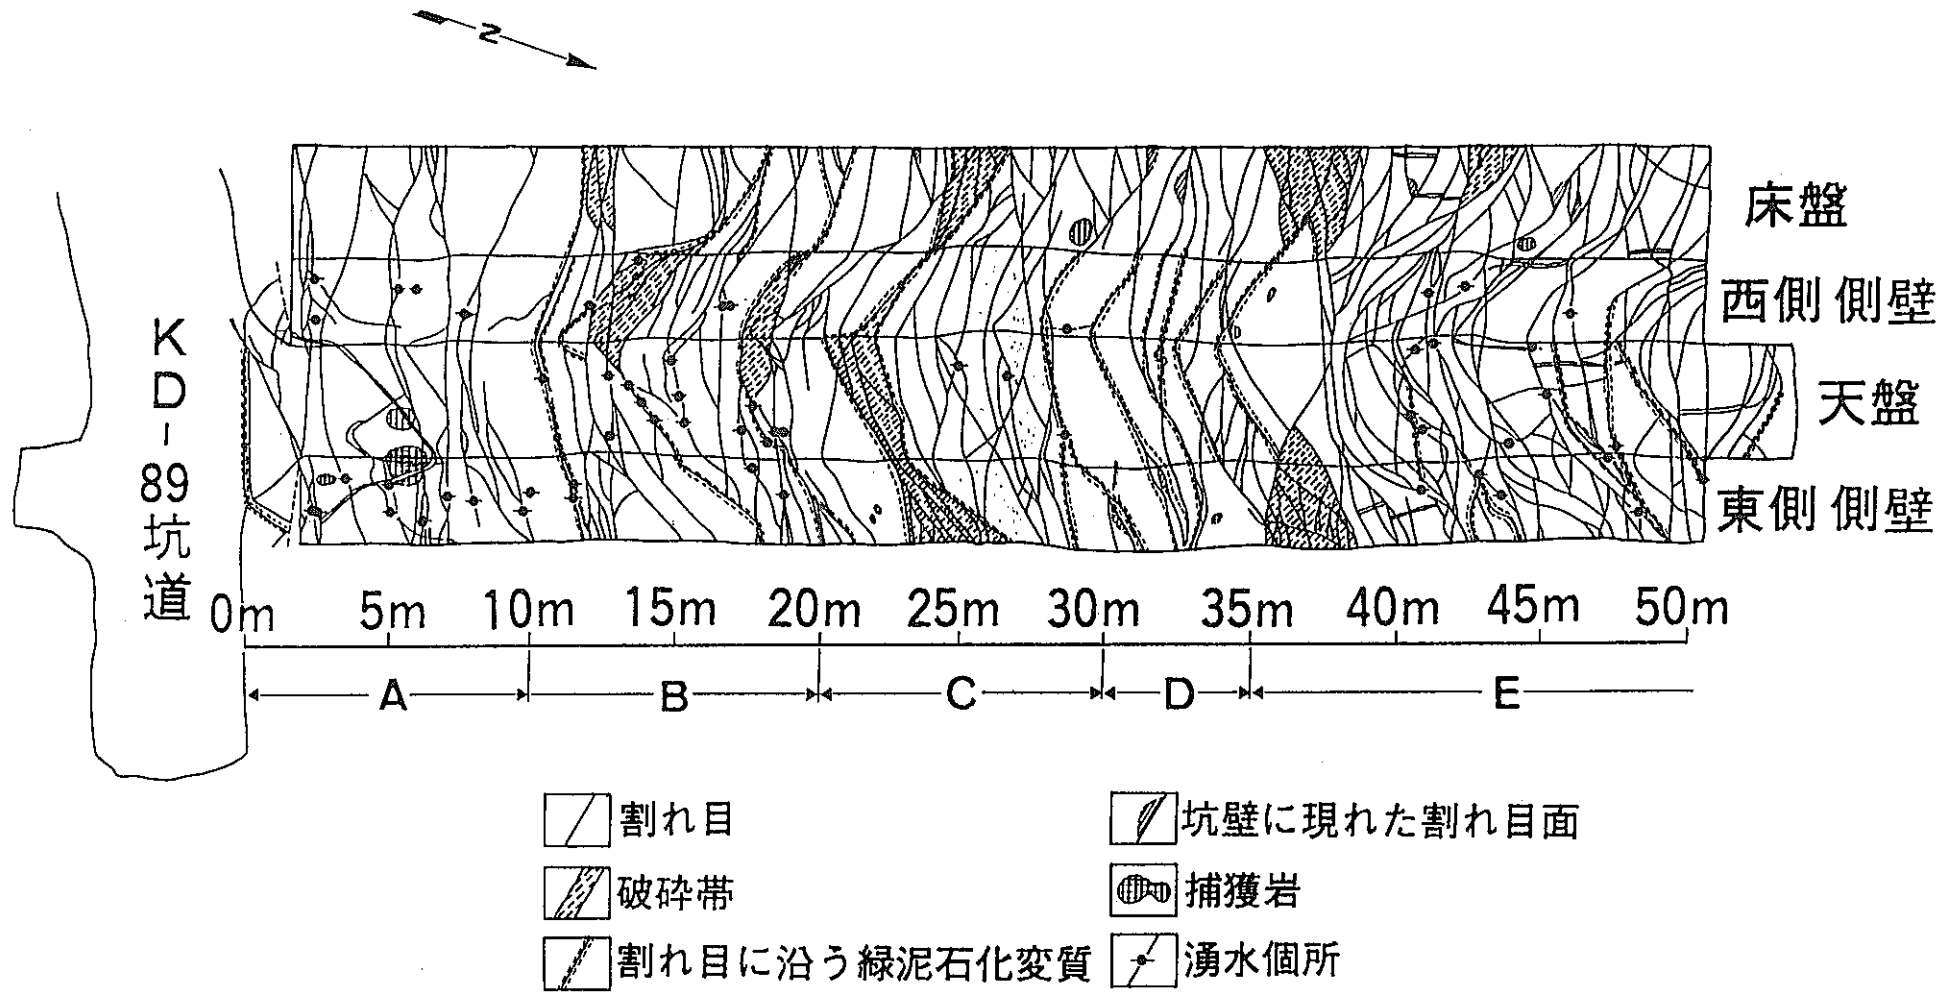 N
床盤
西側 側壁
天盤
東側 側壁
KD-89坑道
0m 5m 10m 15m 20m 25m 30m 35m 40m 45m 50m
A B C D E
割れ目
破砕帯
割れ目に沿う緑泥石化変質
坑壁に現れた割れ目面
捕獲岩
湧水個所